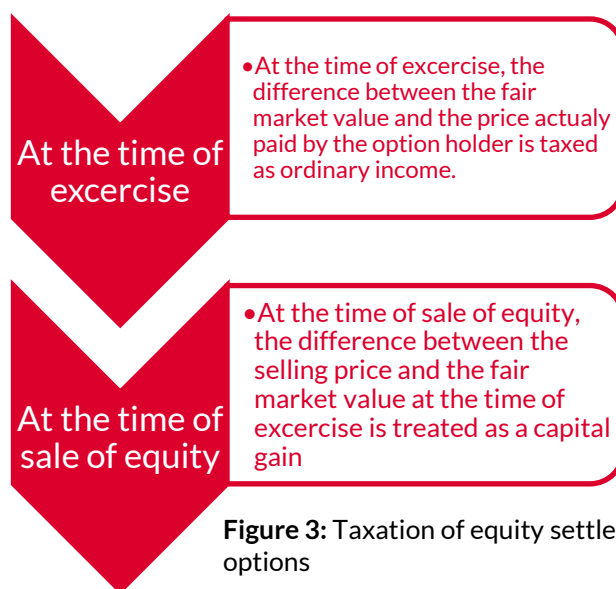 At the time of
excercise
•At the time of excercise, the
difference between the fair
market value and the price actualy
paid by the option holder is taxed
as ordinary income.
At the time of
sale of equity
•At the time of sale of equity,
the difference between the
selling price and the fair
market value at the time of
excercise is treated as a capital
gain
Figure 3: Taxation of equity settle
options